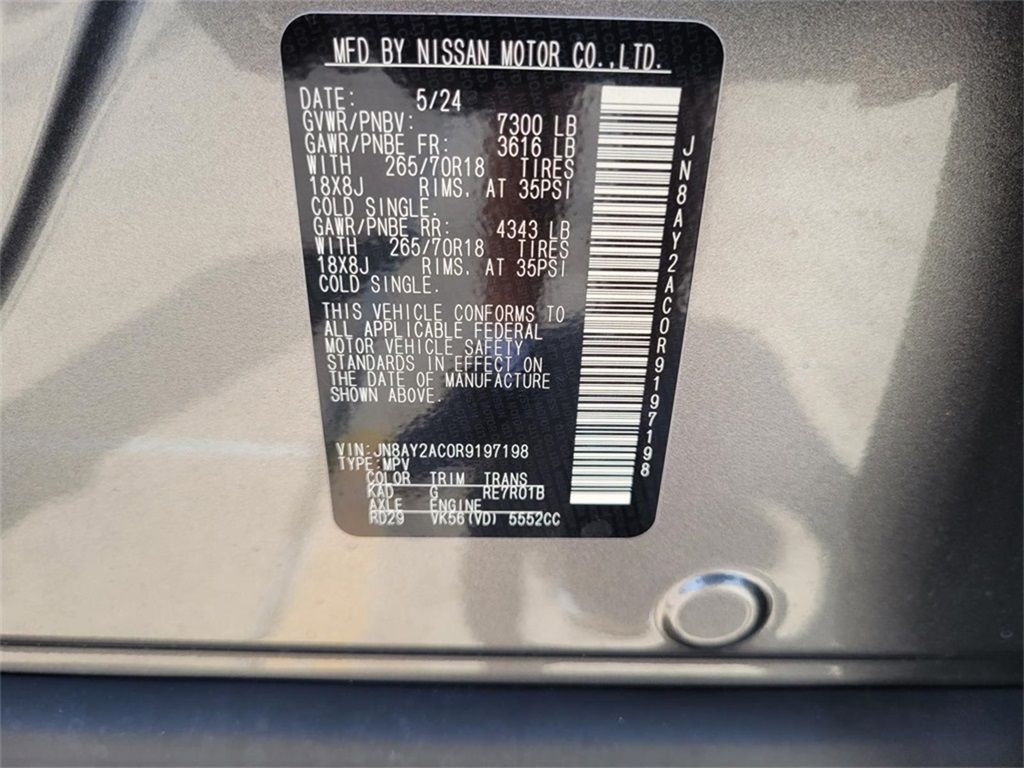 MFD BY NISSAN MOTOR CO.,LTD.
DATE: 5/24
GVWR/PNBV: 7300 LB
GAWR/PNBE FR: 3616 LB
WITH 265/70R18 TIRES
18X8J RIMS, AT 35PSI
COLD SINGLE.
GAWR/PNBE RR: 4343 LB
WITH 265/70R18 TIRES
18X8J RIMS. AT 35PSI
COLD SINGLE.
THIS VEHICLE CONFORMS TO
ALL APPLICABLE FEDERAL
MOTOR VEHICLE SAFETY
STANDARDS IN EFFECT ON
THE DATE OF MANUFACTURE
SHOWN ABOVE.
VIN:JN8AY2AC0R9197198
TYPE:MPV
COLOR TRIM TRANS
KAD G RE7R01B
AXLE ENGINE
RD29 VK56(VD) 5552CC
JN8AY2AC0R9197198